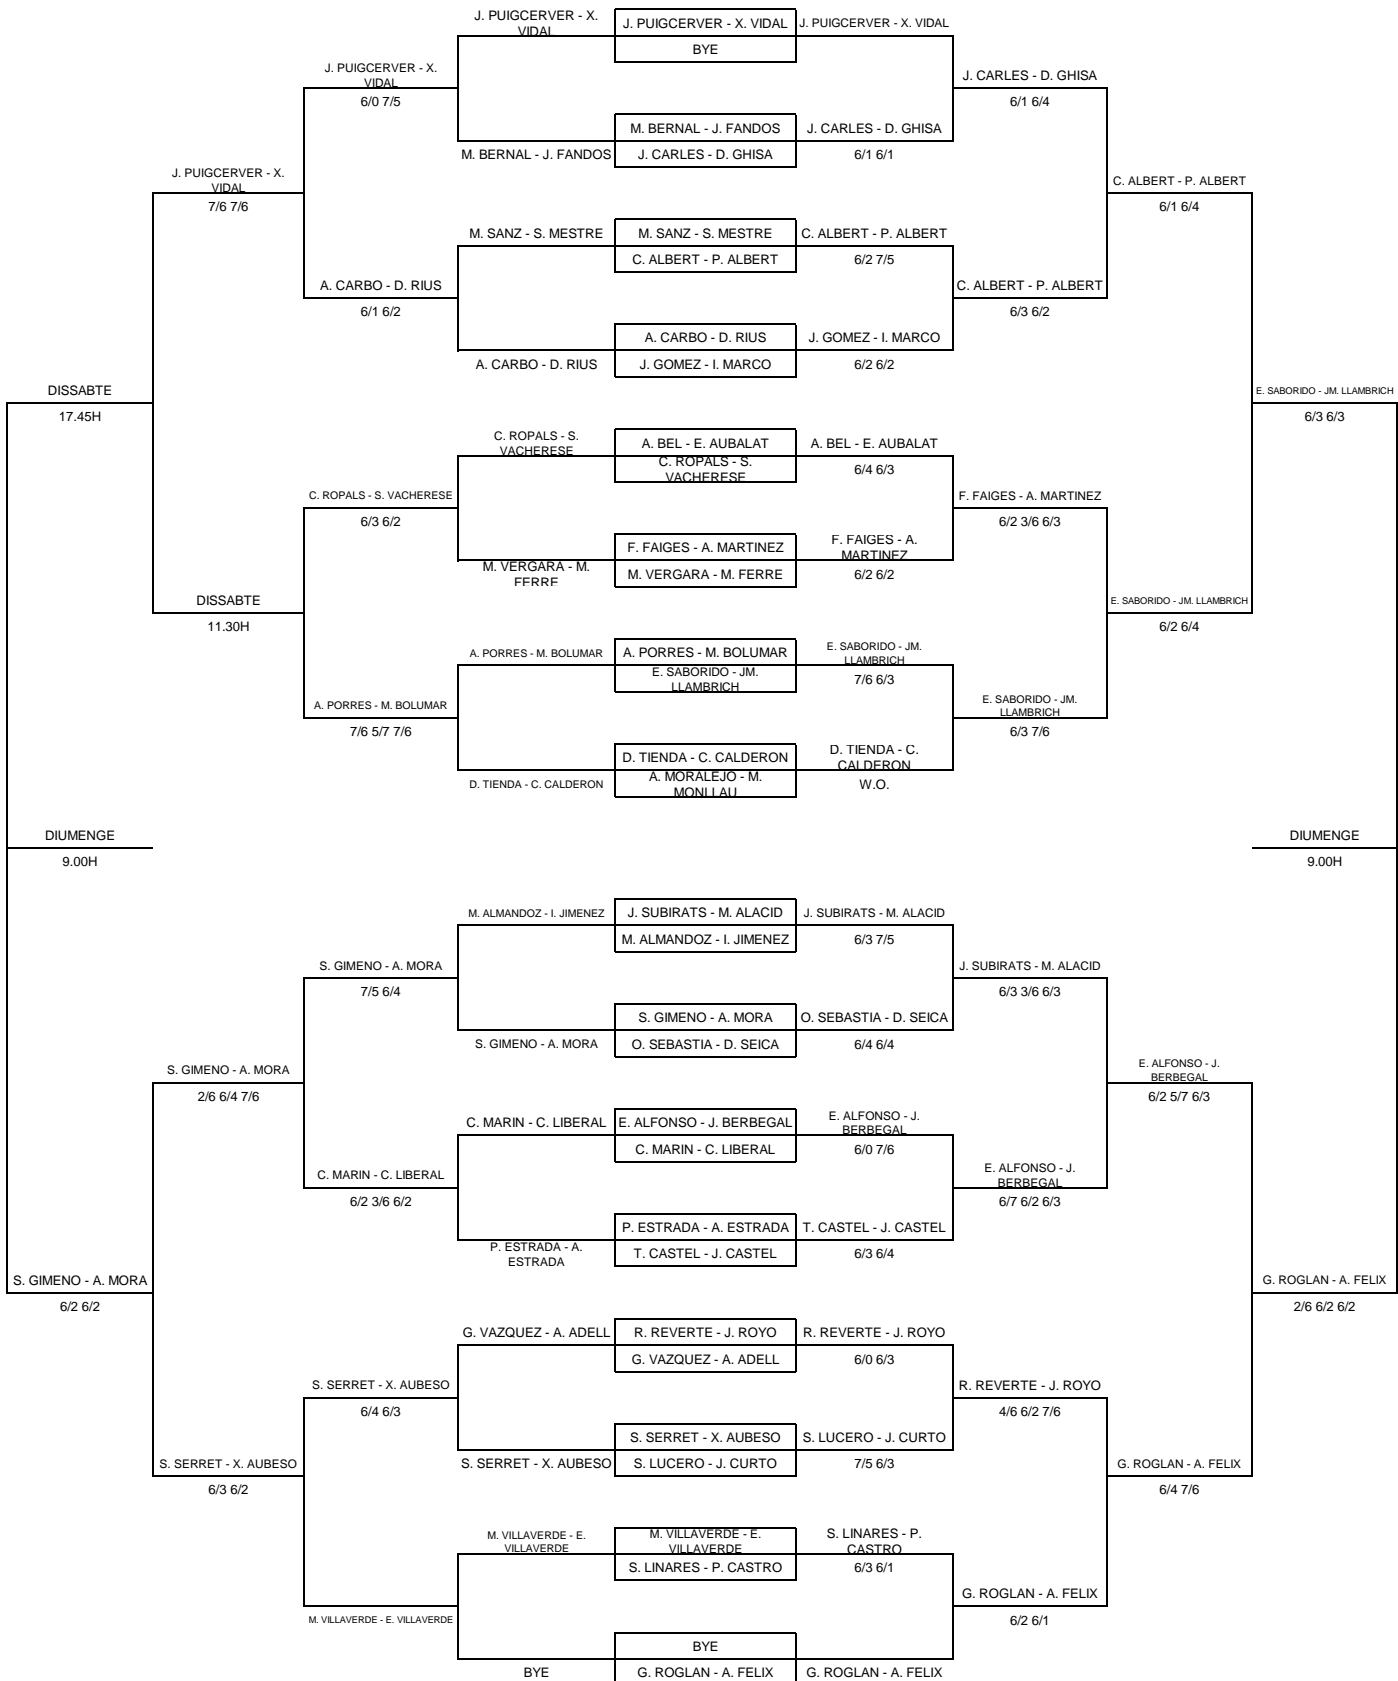 J. PUIGCERVER - X.
VIDAL
J. PUIGCERVER - X. VIDAL
J. PUIGCERVER - X. VIDAL
BYE
J. PUIGCERVER - X.
VIDAL
6/0 7/5
J. CARLES - D. GHISA
6/1 6/4
M. BERNAL - J. FANDOS
M. BERNAL - J. FANDOS
J. CARLES - D. GHISA
J. CARLES - D. GHISA
6/1 6/1
J. PUIGCERVER - X.
VIDAL
7/6 7/6
C. ALBERT - P. ALBERT
6/1 6/4
M. SANZ - S. MESTRE
M. SANZ - S. MESTRE
C. ALBERT - P. ALBERT
C. ALBERT - P. ALBERT
6/2 7/5
A. CARBO - D. RIUS
6/1 6/2
C. ALBERT - P. ALBERT
6/3 6/2
A. CARBO - D. RIUS
A. CARBO - D. RIUS
J. GOMEZ - I. MARCO
J. GOMEZ - I. MARCO
6/2 6/2
DISSABTE
17.45H
E. SABORIDO - JM. LLAMBRICH
6/3 6/3
C. ROPALS - S.
VACHERESE
A. BEL - E. AUBALAT
C. ROPALS - S.
VACHERESE
A. BEL - E. AUBALAT
6/4 6/3
C. ROPALS - S. VACHERESE
6/3 6/2
F. FAIGES - A. MARTINEZ
6/2 3/6 6/3
M. VERGARA - M.
FERRE
F. FAIGES - A. MARTINEZ
M. VERGARA - M. FERRE
F. FAIGES - A.
MARTINEZ
6/2 6/2
DISSABTE
11.30H
E. SABORIDO - JM. LLAMBRICH
6/2 6/4
A. PORRES - M. BOLUMAR
A. PORRES - M. BOLUMAR
E. SABORIDO - JM.
LLAMBRICH
E. SABORIDO - JM.
LLAMBRICH
7/6 6/3
A. PORRES - M. BOLUMAR
7/6 5/7 7/6
E. SABORIDO - JM.
LLAMBRICH
6/3 7/6
D. TIENDA - C. CALDERON
D. TIENDA - C. CALDERON
A. MORALEJO - M.
MONLLAU
D. TIENDA - C.
CALDERON
W.O.
DIUMENGE
9.00H
DIUMENGE
9.00H
M. ALMANDOZ - I. JIMENEZ
J. SUBIRATS - M. ALACID
M. ALMANDOZ - I. JIMENEZ
J. SUBIRATS - M. ALACID
6/3 7/5
S. GIMENO - A. MORA
7/5 6/4
J. SUBIRATS - M. ALACID
6/3 3/6 6/3
S. GIMENO - A. MORA
S. GIMENO - A. MORA
O. SEBASTIA - D. SEICA
O. SEBASTIA - D. SEICA
6/4 6/4
S. GIMENO - A. MORA
2/6 6/4 7/6
E. ALFONSO - J.
BERBEGAL
6/2 5/7 6/3
C. MARIN - C. LIBERAL
E. ALFONSO - J. BERBEGAL
C. MARIN - C. LIBERAL
E. ALFONSO - J.
BERBEGAL
6/0 7/6
C. MARIN - C. LIBERAL
6/2 3/6 6/2
E. ALFONSO - J.
BERBEGAL
6/7 6/2 6/3
P. ESTRADA - A.
ESTRADA
P. ESTRADA - A. ESTRADA
T. CASTEL - J. CASTEL
T. CASTEL - J. CASTEL
6/3 6/4
S. GIMENO - A. MORA
6/2 6/2
G. ROGLAN - A. FELIX
2/6 6/2 6/2
G. VAZQUEZ - A. ADELL
R. REVERTE - J. ROYO
G. VAZQUEZ - A. ADELL
R. REVERTE - J. ROYO
6/0 6/3
S. SERRET - X. AUBESO
6/4 6/3
R. REVERTE - J. ROYO
4/6 6/2 7/6
S. SERRET - X. AUBESO
S. SERRET - X. AUBESO
S. LUCERO - J. CURTO
S. LUCERO - J. CURTO
7/5 6/3
S. SERRET - X. AUBESO
6/3 6/2
G. ROGLAN - A. FELIX
6/4 7/6
M. VILLAVERDE - E.
VILLAVERDE
M. VILLAVERDE - E.
VILLAVERDE
S. LINARES - P. CASTRO
S. LINARES - P.
CASTRO
6/3 6/1
M. VILLAVERDE - E. VILLAVERDE
G. ROGLAN - A. FELIX
6/2 6/1
BYE
BYE
G. ROGLAN - A. FELIX
G. ROGLAN - A. FELIX